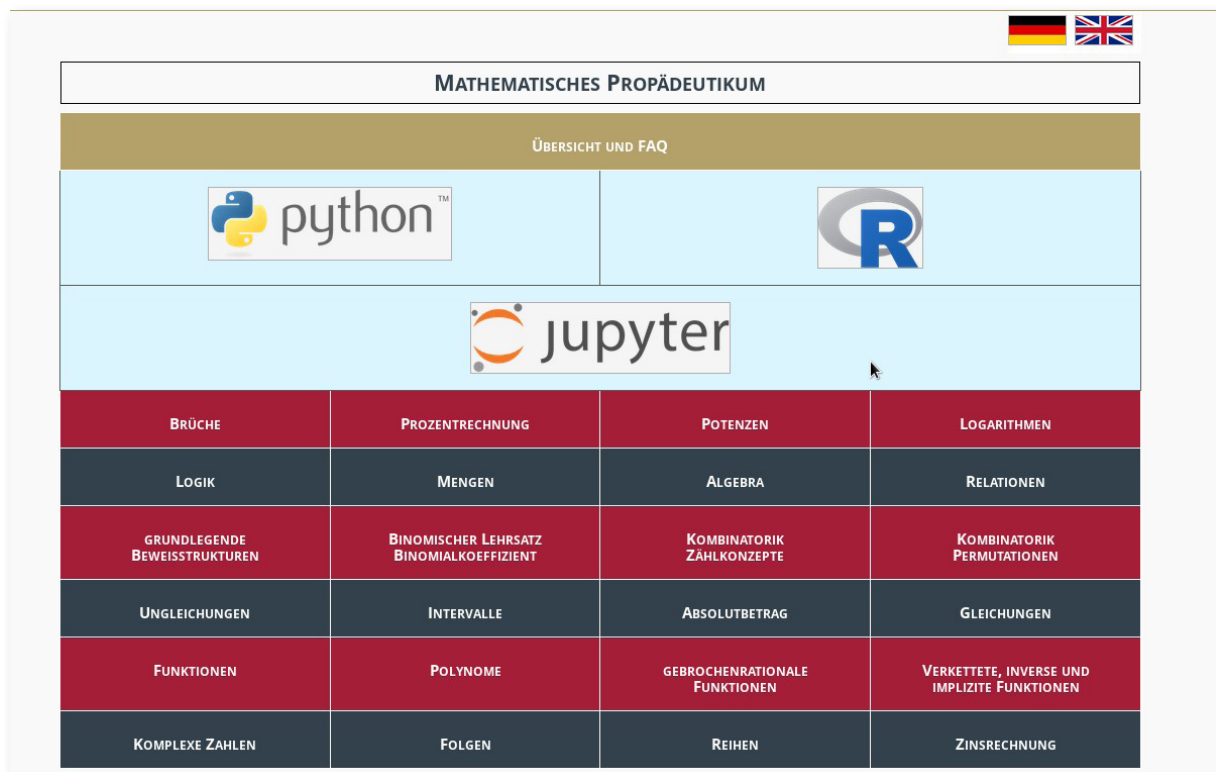 Mathematisches Propädeutikum
Übersicht und FAQ
python™
R
jupyter
Brüche
Prozentrechnung
Potenzen
Logarithmen
Logik
Mengen
Algebra
Relationen
grundlegende
Beweisstrukturen
Binomischer Lehrsatz
Binomialkoeffizient
Kombinatorik
Zählkonzepte
Kombinatorik
Permutationen
Ungleichungen
Intervalle
Absolutbetrag
Gleichungen
Funktionen
Polynome
gebrochenrationale
Funktionen
Verkettete, inverse und
implizite Funktionen
Komplexe Zahlen
Folgen
Reihen
Zinsrechnung